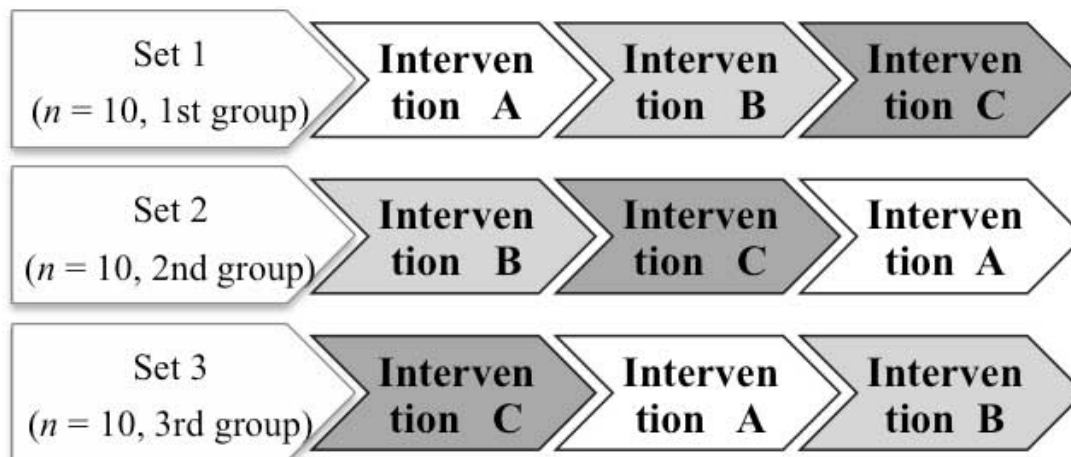 Set 1
(n = 10, 1st group)
Interven
tion A
Interven
tion B
Interven
tion C
Set 2
(n = 10, 2nd group)
Interven
tion B
Interven
tion C
Interven
tion A
Set 3
(n = 10, 3rd group)
Interven
tion C
Interven
tion A
Interven
tion B